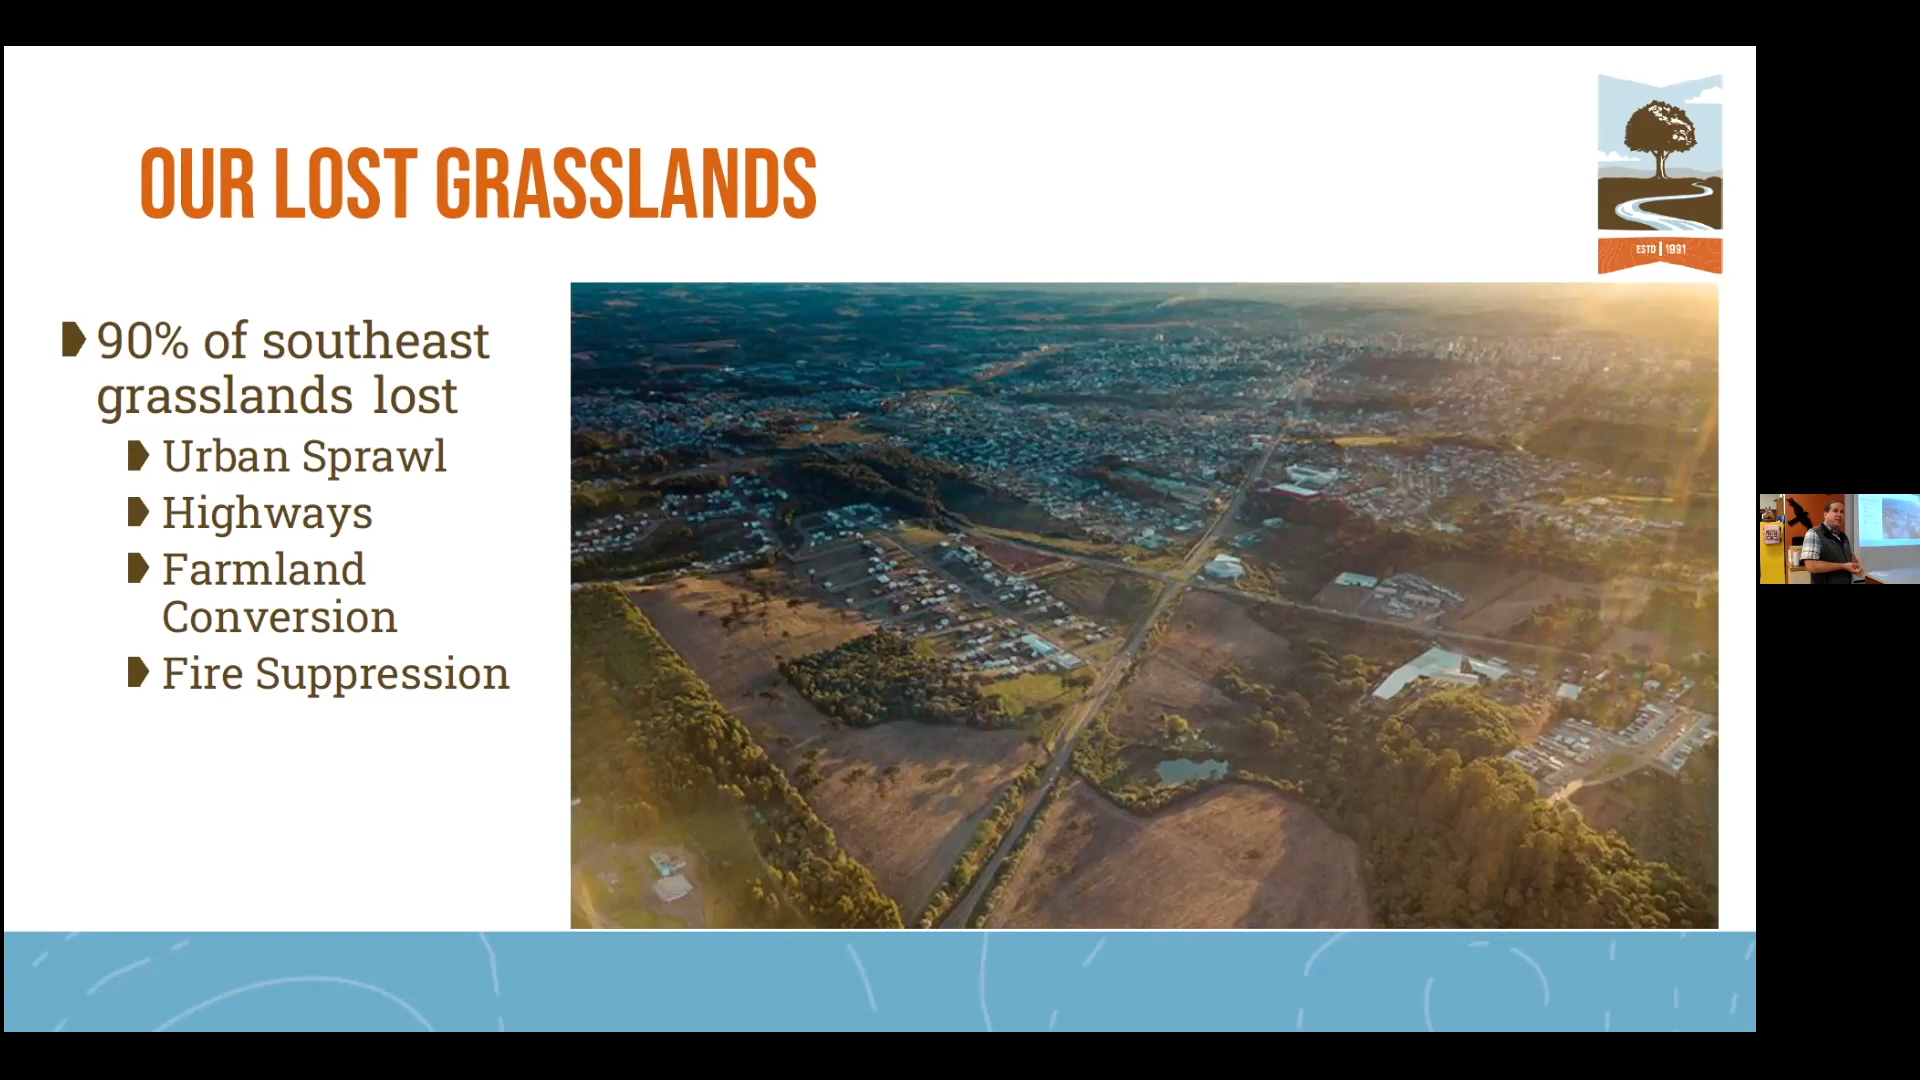 OUR LOST GRASSLANDS
ESTD | 1991
90% of southeast
grasslands lost
Urban Sprawl
Highways
Farmland
Conversion
Fire Suppression